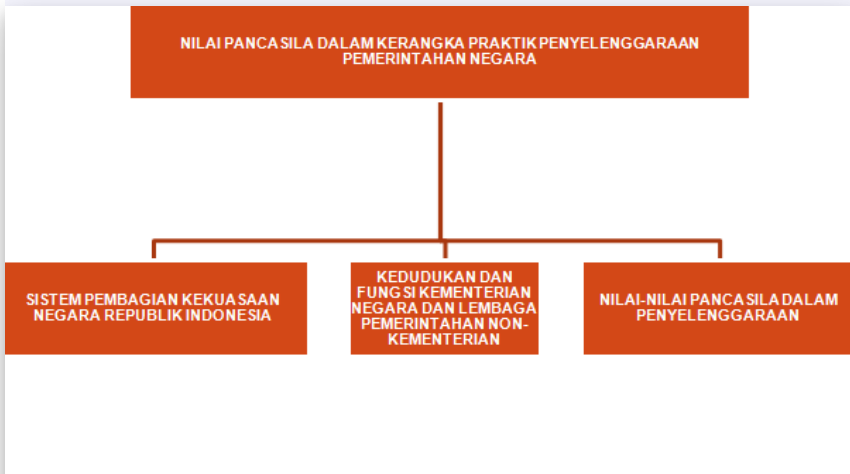 NILAI PANCASILA DALAM KERANGKA PRAKTIK PENYELENGGARAAN
PEMERINTAHAN NEGARA
SISTEM PEMBAGIAN KEKUASAAN
NEGARA REPUBLIK INDONESIA
KEDUDUKAN DAN
FUNGSI KEMENTERIAN
NEGARA DAN LEMBAGA
PEMERINTAHAN NON-
KEMENTERIAN
NILAI-NILAI PANCASILA DALAM
PENYELENGGARAAN